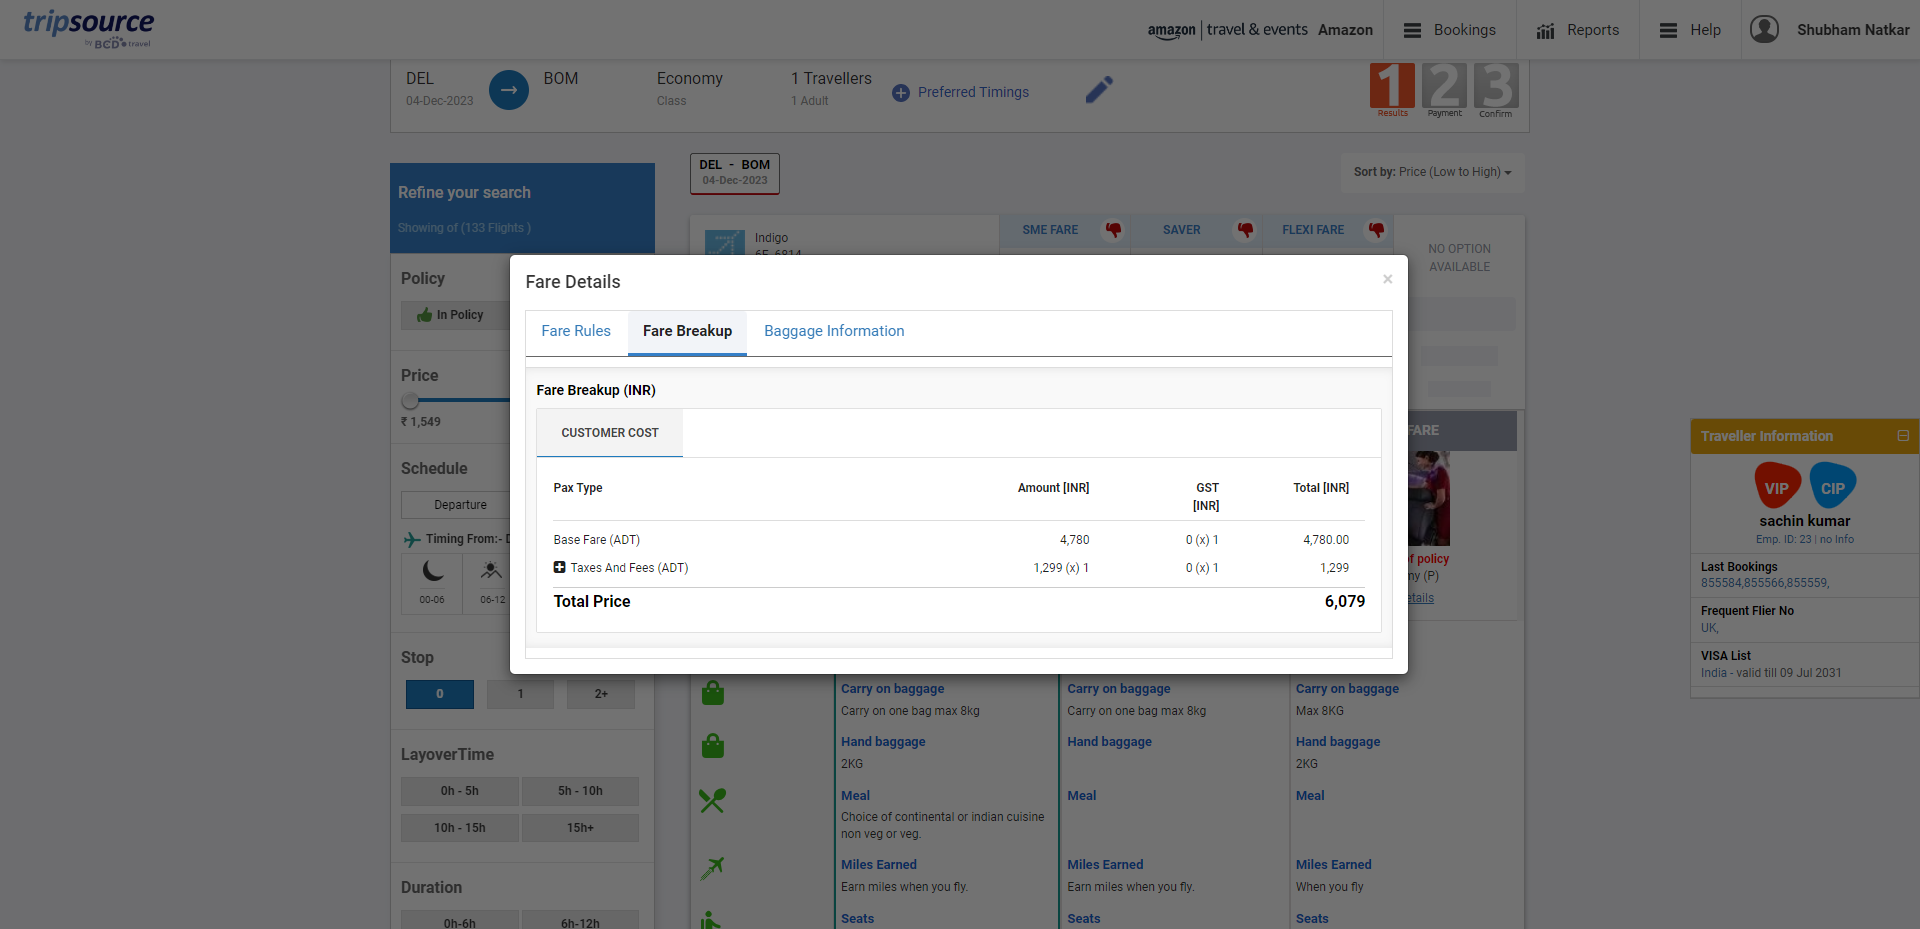 tripsource
by BCD travel
amazon | travel & events Amazon
Bookings
Reports
Help
Shubham Natkar
DEL
04-Dec-2023
BOM
Economy
Class
1 Travellers
1 Adult
Preferred Timings
1 2 3
Results Payment Confirm
Refine your search
Showing of (133 Flights )
DEL - BOM
04-Dec-2023
Sort by: Price (Low to High)
Indigo
6E-6814
SME FARE
SAVER
FLEXI FARE
NO OPTION
AVAILABLE
Policy
In Policy
Price
₹ 1,549
Schedule
Departure
Timing From:-
00-06
06-12
Stop
0
1
2+
LayoverTime
0h - 5h
5h - 10h
10h - 15h
15h+
Duration
0h-6h
6h-12h
Fare Details
×
Fare Rules
Fare Breakup
Baggage Information
Fare Breakup (INR)
CUSTOMER COST
Pax Type
Amount [INR]
GST
[INR]
Total [INR]
Base Fare (ADT)
4,780
0 (x) 1
4,780.00
Taxes And Fees (ADT)
1,299 (x) 1
0 (x) 1
1,299
Total Price
6,079
FARE
policy
(P)
Carry on baggage
Carry on one bag max 8kg
Hand baggage
2KG
Meal
Choice of continental or indian cuisine
non veg or veg.
Miles Earned
Earn miles when you fly.
Seats
Carry on baggage
Carry on one bag max 8kg
Hand baggage
Meal
Miles Earned
Earn miles when you fly.
Seats
Carry on baggage
Max 8KG
Hand baggage
2KG
Meal
Miles Earned
When you fly
Seats
Traveller Information
VIP
CIP
sachin kumar
Emp. ID: 23 | no Info
Last Bookings
855584,855566,855559,
Frequent Flier No
UK,
VISA List
India - valid till 09 Jul 2031